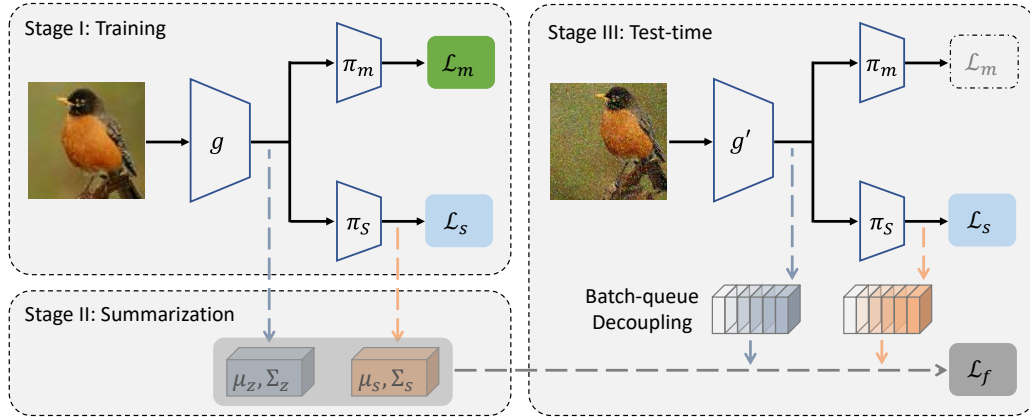 Stage I: Training
π_m
ℒ_m
g
π_S
ℒ_s
Stage II: Summarization
μ_z, Σ_z
μ_s, Σ_s
Stage III: Test-time
π_m
ℒ_m
g′
π_S
ℒ_s
Batch-queue
Decoupling
ℒ_f